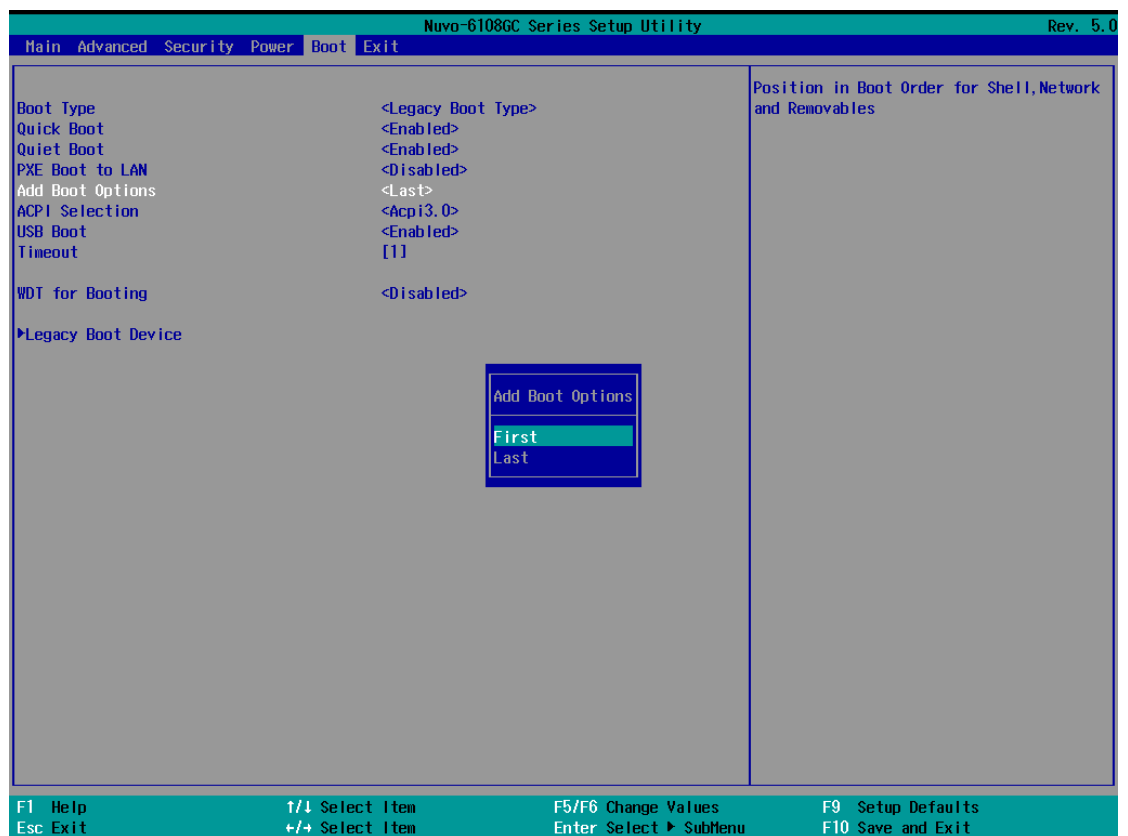 Nuvo-6108GC Series Setup Utility Rev. 5.0
Main Advanced Security Power Boot Exit
Position in Boot Order for Shell,Network
and Removables
Boot Type <Legacy Boot Type>
Quick Boot <Enabled>
Quiet Boot <Enabled>
PXE Boot to LAN <Disabled>
Add Boot Options <Last>
ACPI Selection <Acpi3.0>
USB Boot <Enabled>
Timeout [1]
WDT for Booting <Disabled>
▶Legacy Boot Device
Add Boot Options
First
Last
F1 Help ↑/↓ Select Item F5/F6 Change Values F9 Setup Defaults
Esc Exit ←/→ Select Item Enter Select ▶ SubMenu F10 Save and Exit